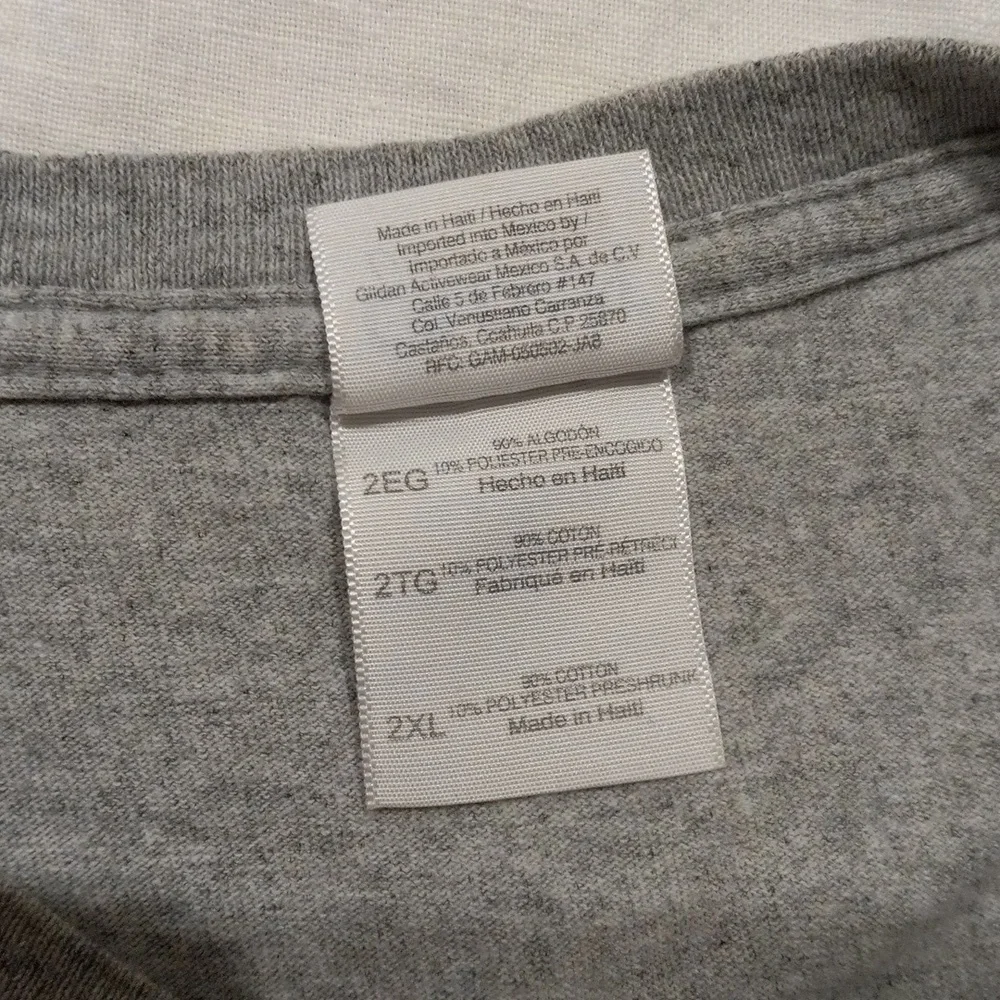 Made in Haiti / Hecho en Haiti
Imported into Mexico by /
Importado a México por
Gildan Activewear Mexico S.A. de C.V
Calle 5 de Febrero #147
Col. Venustiano Carranza
Castaños, Coahuila C.P. 25870
RFC: GAM-050502-JA8
90% ALGODÓN
2EG 10% POLIESTER PRE-ENCOGIDO
Hecho en Haití
90% COTON
2TG 10% POLYESTER PRÉ-RÉTRÉCI
Fabriqué en Haïti
90% COTTON
2XL 10% POLYESTER PRESHRUNK
Made in Haiti